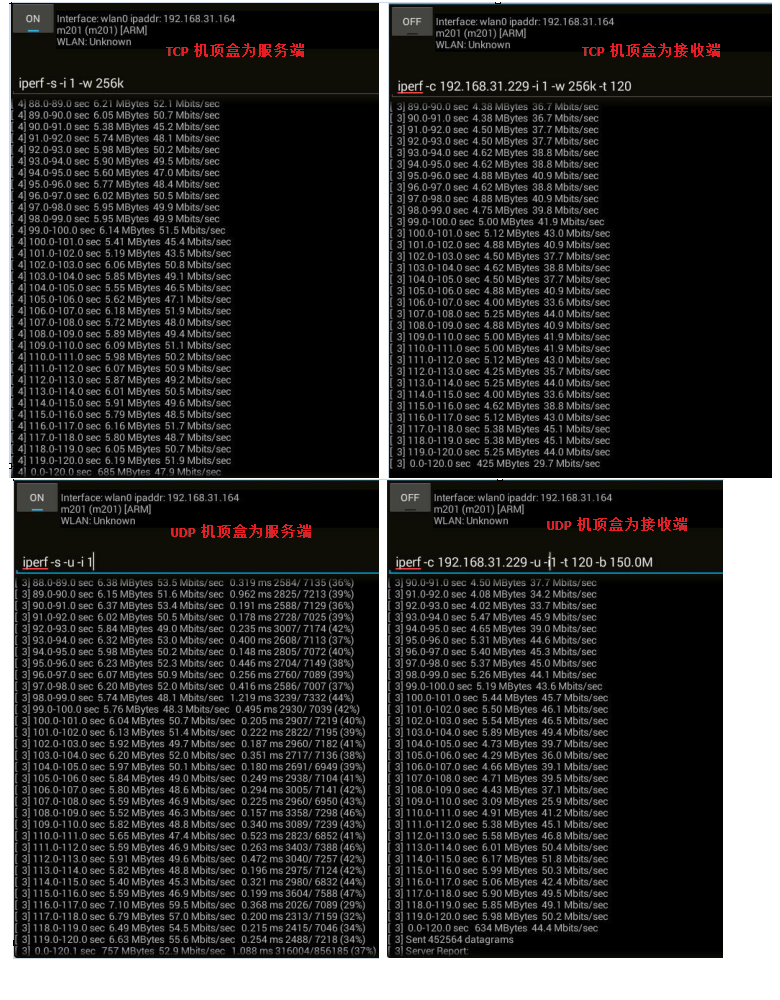 ON
Interface: wlan0 ipaddr: 192.168.31.164
m201 (m201) [ARM]
WLAN: Unknown
TCP 机顶盒为服务端
iperf -s -i 1 -w 256k
4] 88.0-89.0 sec 6.21 MBytes 52.1 Mbits/sec
4] 89.0-90.0 sec 6.05 MBytes 50.7 Mbits/sec
4] 90.0-91.0 sec 5.38 MBytes 45.2 Mbits/sec
4] 91.0-92.0 sec 5.74 MBytes 48.1 Mbits/sec
4] 92.0-93.0 sec 5.98 MBytes 50.2 Mbits/sec
4] 93.0-94.0 sec 5.90 MBytes 49.5 Mbits/sec
4] 94.0-95.0 sec 5.60 MBytes 47.0 Mbits/sec
4] 95.0-96.0 sec 5.77 MBytes 48.4 Mbits/sec
4] 96.0-97.0 sec 6.02 MBytes 50.5 Mbits/sec
4] 97.0-98.0 sec 5.95 MBytes 49.9 Mbits/sec
4] 98.0-99.0 sec 5.95 MBytes 49.9 Mbits/sec
4] 99.0-100.0 sec 6.14 MBytes 51.5 Mbits/sec
4] 100.0-101.0 sec 5.41 MBytes 45.4 Mbits/sec
4] 101.0-102.0 sec 5.19 MBytes 43.5 Mbits/sec
4] 102.0-103.0 sec 6.06 MBytes 50.8 Mbits/sec
4] 103.0-104.0 sec 5.85 MBytes 49.1 Mbits/sec
4] 104.0-105.0 sec 5.55 MBytes 46.5 Mbits/sec
4] 105.0-106.0 sec 5.62 MBytes 47.1 Mbits/sec
4] 106.0-107.0 sec 6.18 MBytes 51.9 Mbits/sec
4] 107.0-108.0 sec 5.72 MBytes 48.0 Mbits/sec
4] 108.0-109.0 sec 5.89 MBytes 49.4 Mbits/sec
4] 109.0-110.0 sec 6.09 MBytes 51.1 Mbits/sec
4] 110.0-111.0 sec 5.98 MBytes 50.2 Mbits/sec
4] 111.0-112.0 sec 6.07 MBytes 50.9 Mbits/sec
4] 112.0-113.0 sec 5.87 MBytes 49.2 Mbits/sec
4] 113.0-114.0 sec 6.01 MBytes 50.5 Mbits/sec
4] 114.0-115.0 sec 5.91 MBytes 49.6 Mbits/sec
4] 115.0-116.0 sec 5.79 MBytes 48.5 Mbits/sec
4] 116.0-117.0 sec 6.16 MBytes 51.7 Mbits/sec
4] 117.0-118.0 sec 5.80 MBytes 48.7 Mbits/sec
4] 118.0-119.0 sec 6.05 MBytes 50.7 Mbits/sec
4] 119.0-120.0 sec 6.19 MBytes 51.9 Mbits/sec
4] 0.0-120.0 sec 685 MBytes 47.9 Mbits/sec
OFF
Interface: wlan0 ipaddr: 192.168.31.164
m201 (m201) [ARM]
WLAN: Unknown
TCP 机顶盒为接收端
iperf -c 192.168.31.229 -i 1 -w 256k -t 120
[ 3] 89.0-90.0 sec 4.38 MBytes 36.7 Mbits/sec
[ 3] 90.0-91.0 sec 4.38 MBytes 36.7 Mbits/sec
[ 3] 91.0-92.0 sec 4.50 MBytes 37.7 Mbits/sec
[ 3] 92.0-93.0 sec 4.50 MBytes 37.7 Mbits/sec
[ 3] 93.0-94.0 sec 4.62 MBytes 38.8 Mbits/sec
[ 3] 94.0-95.0 sec 4.62 MBytes 38.8 Mbits/sec
[ 3] 95.0-96.0 sec 4.88 MBytes 40.9 Mbits/sec
[ 3] 96.0-97.0 sec 4.62 MBytes 38.8 Mbits/sec
[ 3] 97.0-98.0 sec 4.88 MBytes 40.9 Mbits/sec
[ 3] 98.0-99.0 sec 4.75 MBytes 39.8 Mbits/sec
[ 3] 99.0-100.0 sec 5.00 MBytes 41.9 Mbits/sec
[ 3] 100.0-101.0 sec 5.12 MBytes 43.0 Mbits/sec
[ 3] 101.0-102.0 sec 4.88 MBytes 40.9 Mbits/sec
[ 3] 102.0-103.0 sec 4.50 MBytes 37.7 Mbits/sec
[ 3] 103.0-104.0 sec 4.62 MBytes 38.8 Mbits/sec
[ 3] 104.0-105.0 sec 4.50 MBytes 37.7 Mbits/sec
[ 3] 105.0-106.0 sec 4.88 MBytes 40.9 Mbits/sec
[ 3] 106.0-107.0 sec 4.00 MBytes 33.6 Mbits/sec
[ 3] 107.0-108.0 sec 5.25 MBytes 44.0 Mbits/sec
[ 3] 108.0-109.0 sec 4.88 MBytes 40.9 Mbits/sec
[ 3] 109.0-110.0 sec 5.00 MBytes 41.9 Mbits/sec
[ 3] 110.0-111.0 sec 5.00 MBytes 41.9 Mbits/sec
[ 3] 111.0-112.0 sec 5.12 MBytes 43.0 Mbits/sec
[ 3] 112.0-113.0 sec 4.25 MBytes 35.7 Mbits/sec
[ 3] 113.0-114.0 sec 5.25 MBytes 44.0 Mbits/sec
[ 3] 114.0-115.0 sec 4.00 MBytes 33.6 Mbits/sec
[ 3] 115.0-116.0 sec 4.62 MBytes 38.8 Mbits/sec
[ 3] 116.0-117.0 sec 5.12 MBytes 43.0 Mbits/sec
[ 3] 117.0-118.0 sec 5.38 MBytes 45.1 Mbits/sec
[ 3] 118.0-119.0 sec 5.38 MBytes 45.1 Mbits/sec
[ 3] 119.0-120.0 sec 5.25 MBytes 44.0 Mbits/sec
[ 3] 0.0-120.0 sec 425 MBytes 29.7 Mbits/sec
ON
Interface: wlan0 ipaddr: 192.168.31.164
m201 (m201) [ARM]
WLAN: Unknown
UDP 机顶盒为服务端
iperf -s -u -i 1
[ 3] 88.0-89.0 sec 6.38 MBytes 53.5 Mbits/sec 0.319 ms 2584/ 7135 (36%)
[ 3] 89.0-90.0 sec 6.15 MBytes 51.6 Mbits/sec 0.962 ms 2825/ 7213 (39%)
[ 3] 90.0-91.0 sec 6.37 MBytes 53.4 Mbits/sec 0.191 ms 2588/ 7129 (36%)
[ 3] 91.0-92.0 sec 6.02 MBytes 50.5 Mbits/sec 0.178 ms 2728/ 7025 (39%)
[ 3] 92.0-93.0 sec 5.84 MBytes 49.0 Mbits/sec 0.235 ms 3007/ 7174 (42%)
[ 3] 93.0-94.0 sec 6.32 MBytes 53.0 Mbits/sec 0.400 ms 2608/ 7113 (37%)
[ 3] 94.0-95.0 sec 5.98 MBytes 50.2 Mbits/sec 0.148 ms 2805/ 7072 (40%)
[ 3] 95.0-96.0 sec 6.23 MBytes 52.3 Mbits/sec 0.446 ms 2704/ 7149 (38%)
[ 3] 96.0-97.0 sec 6.07 MBytes 50.9 Mbits/sec 0.256 ms 2760/ 7089 (39%)
[ 3] 97.0-98.0 sec 6.20 MBytes 52.0 Mbits/sec 0.416 ms 2586/ 7007 (37%)
[ 3] 98.0-99.0 sec 5.74 MBytes 48.1 Mbits/sec 1.219 ms 3239/ 7332 (44%)
[ 3] 99.0-100.0 sec 5.76 MBytes 48.3 Mbits/sec 0.495 ms 2930/ 7039 (42%)
[ 3] 100.0-101.0 sec 6.04 MBytes 50.7 Mbits/sec 0.205 ms 2907/ 7219 (40%)
[ 3] 101.0-102.0 sec 6.13 MBytes 51.4 Mbits/sec 0.222 ms 2822/ 7195 (39%)
[ 3] 102.0-103.0 sec 5.92 MBytes 49.7 Mbits/sec 0.187 ms 2960/ 7182 (41%)
[ 3] 103.0-104.0 sec 6.20 MBytes 52.0 Mbits/sec 0.351 ms 2717/ 7136 (38%)
[ 3] 104.0-105.0 sec 5.97 MBytes 50.1 Mbits/sec 0.180 ms 2691/ 6949 (39%)
[ 3] 105.0-106.0 sec 5.84 MBytes 49.0 Mbits/sec 0.249 ms 2938/ 7104 (41%)
[ 3] 106.0-107.0 sec 5.80 MBytes 48.6 Mbits/sec 0.294 ms 3005/ 7141 (42%)
[ 3] 107.0-108.0 sec 5.59 MBytes 46.9 Mbits/sec 0.225 ms 2960/ 6950 (43%)
[ 3] 108.0-109.0 sec 5.52 MBytes 46.3 Mbits/sec 0.157 ms 3358/ 7298 (46%)
[ 3] 109.0-110.0 sec 5.82 MBytes 48.8 Mbits/sec 0.340 ms 3089/ 7239 (43%)
[ 3] 110.0-111.0 sec 5.65 MBytes 47.4 Mbits/sec 0.523 ms 2823/ 6852 (41%)
[ 3] 111.0-112.0 sec 5.59 MBytes 46.9 Mbits/sec 0.263 ms 3403/ 7388 (46%)
[ 3] 112.0-113.0 sec 5.91 MBytes 49.6 Mbits/sec 0.472 ms 3040/ 7257 (42%)
[ 3] 113.0-114.0 sec 5.82 MBytes 48.8 Mbits/sec 0.196 ms 2975/ 7124 (42%)
[ 3] 114.0-115.0 sec 5.40 MBytes 45.3 Mbits/sec 0.321 ms 2980/ 6832 (44%)
[ 3] 115.0-116.0 sec 5.59 MBytes 46.9 Mbits/sec 0.199 ms 3604/ 7588 (47%)
[ 3] 116.0-117.0 sec 7.10 MBytes 59.5 Mbits/sec 0.368 ms 2026/ 7089 (29%)
[ 3] 117.0-118.0 sec 6.79 MBytes 57.0 Mbits/sec 0.200 ms 2313/ 7159 (32%)
[ 3] 118.0-119.0 sec 6.49 MBytes 54.5 Mbits/sec 0.215 ms 2415/ 7046 (34%)
[ 3] 119.0-120.0 sec 6.63 MBytes 55.6 Mbits/sec 0.254 ms 2488/ 7218 (34%)
[ 3] 0.0-120.1 sec 757 MBytes 52.9 Mbits/sec 1.088 ms 316004/856185 (37%)
OFF
Interface: wlan0 ipaddr: 192.168.31.164
m201 (m201) [ARM]
WLAN: Unknown
UDP 机顶盒为接收端
iperf -c 192.168.31.229 -u -i1 -t 120 -b 150.0M
[ 3] 90.0-91.0 sec 4.50 MBytes 37.7 Mbits/sec
[ 3] 91.0-92.0 sec 4.08 MBytes 34.2 Mbits/sec
[ 3] 92.0-93.0 sec 4.02 MBytes 33.7 Mbits/sec
[ 3] 93.0-94.0 sec 5.47 MBytes 45.9 Mbits/sec
[ 3] 94.0-95.0 sec 4.65 MBytes 39.0 Mbits/sec
[ 3] 95.0-96.0 sec 5.31 MBytes 44.6 Mbits/sec
[ 3] 96.0-97.0 sec 5.40 MBytes 45.3 Mbits/sec
[ 3] 97.0-98.0 sec 5.37 MBytes 45.0 Mbits/sec
[ 3] 98.0-99.0 sec 5.26 MBytes 44.1 Mbits/sec
[ 3] 99.0-100.0 sec 5.19 MBytes 43.6 Mbits/sec
[ 3] 100.0-101.0 sec 5.44 MBytes 45.7 Mbits/sec
[ 3] 101.0-102.0 sec 5.50 MBytes 46.1 Mbits/sec
[ 3] 102.0-103.0 sec 5.54 MBytes 46.5 Mbits/sec
[ 3] 103.0-104.0 sec 5.89 MBytes 49.4 Mbits/sec
[ 3] 104.0-105.0 sec 4.73 MBytes 39.7 Mbits/sec
[ 3] 105.0-106.0 sec 4.29 MBytes 36.0 Mbits/sec
[ 3] 106.0-107.0 sec 4.66 MBytes 39.1 Mbits/sec
[ 3] 107.0-108.0 sec 4.71 MBytes 39.5 Mbits/sec
[ 3] 108.0-109.0 sec 4.43 MBytes 37.1 Mbits/sec
[ 3] 109.0-110.0 sec 3.09 MBytes 25.9 Mbits/sec
[ 3] 110.0-111.0 sec 4.91 MBytes 41.2 Mbits/sec
[ 3] 111.0-112.0 sec 5.38 MBytes 45.1 Mbits/sec
[ 3] 112.0-113.0 sec 5.58 MBytes 46.8 Mbits/sec
[ 3] 113.0-114.0 sec 6.01 MBytes 50.4 Mbits/sec
[ 3] 114.0-115.0 sec 6.17 MBytes 51.8 Mbits/sec
[ 3] 115.0-116.0 sec 5.99 MBytes 50.3 Mbits/sec
[ 3] 116.0-117.0 sec 5.06 MBytes 42.4 Mbits/sec
[ 3] 117.0-118.0 sec 5.90 MBytes 49.5 Mbits/sec
[ 3] 118.0-119.0 sec 5.85 MBytes 49.1 Mbits/sec
[ 3] 119.0-120.0 sec 5.98 MBytes 50.2 Mbits/sec
[ 3] 0.0-120.0 sec 634 MBytes 44.4 Mbits/sec
[ 3] Sent 452564 datagrams
[ 3] Server Report: